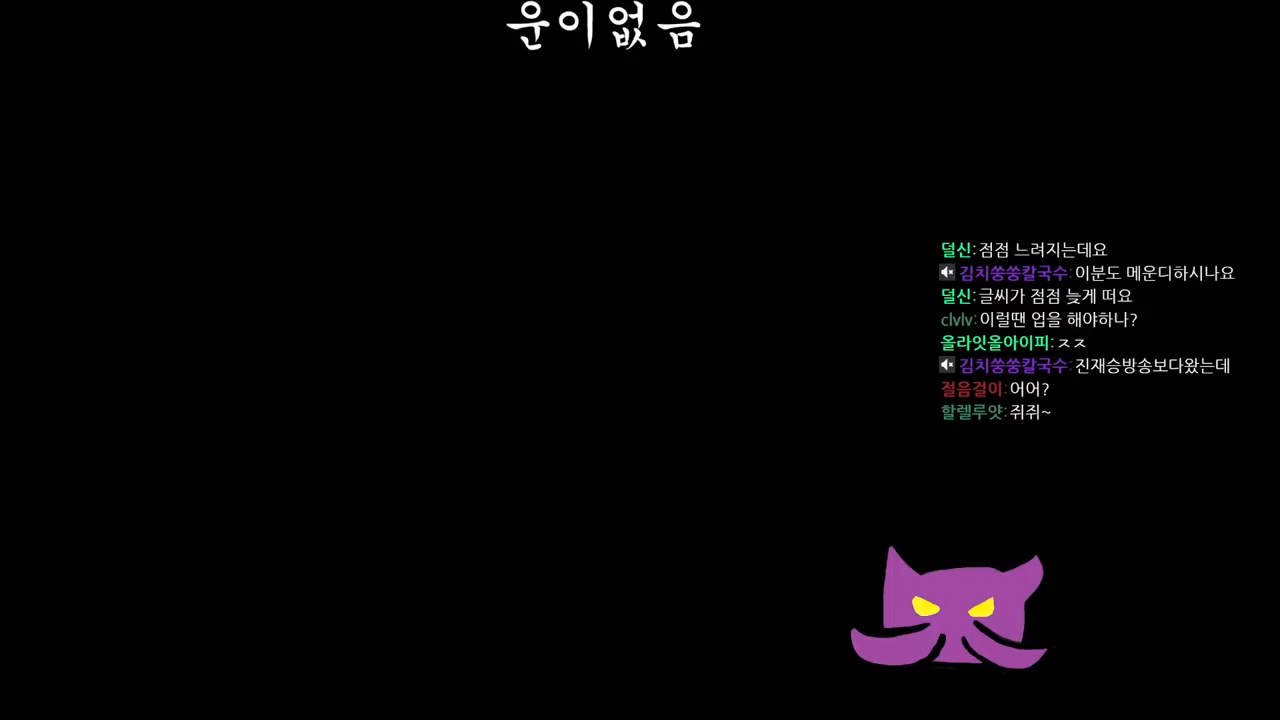 운이없음
덜신: 점점 느려지는데요
김치쑹쑹칼국수: 이분도 메운디하시나요
덜신: 글씨가 점점 늦게 떠요
clvlv: 이럴땐 업을 해야하나?
올라잇올아이피: ㅈㅈ
김치쑹쑹칼국수: 진재승방송보다왔는데
절음걸이: 어어?
할렐루얏: 쥐쥐~